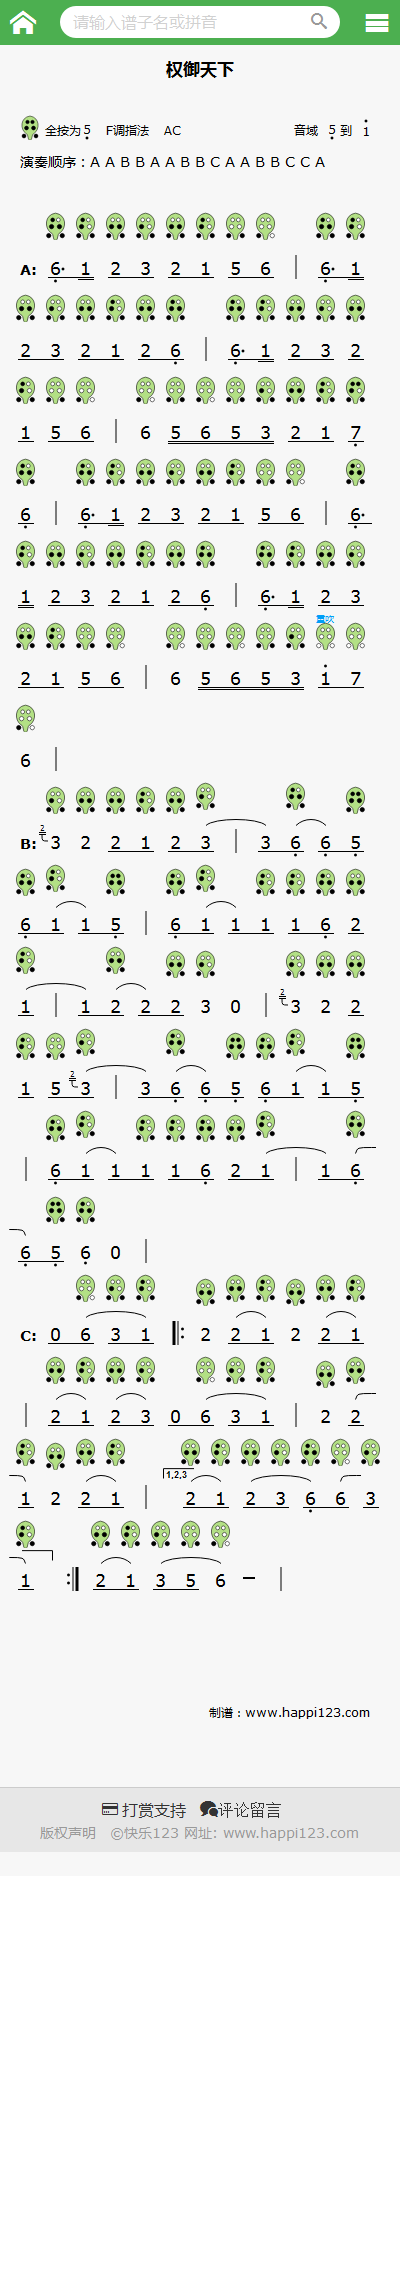 请输入谱子名或拼音
权御天下
全按为5 F调指法 AC 音域 5 到 1
演奏顺序：A A B B A A B B C A A B B C C A
A: 6· 1 2 3 2 1 5 6 | 6· 1
2 3 2 1 2 6 | 6· 1 2 3 2
1 5 6 | 6 5 6 5 3 2 1 7
6 | 6· 1 2 3 2 1 5 6 | 6·
1 2 3 2 1 2 6 | 6· 1 2 3
重吹
2 1 5 6 | 6 5 6 5 3 1 7
6 |
B: 2 3 2 2 1 2 3 | 3 6 6 5
6 1 1 5 | 6 1 1 1 1 6 2
1 | 1 2 2 2 3 0 | 2 3 2 2
1 5 2 3 | 3 6 6 5 6 1 1 5
| 6 1 1 1 1 6 2 1 | 1 6
6 5 6 0 |
C: 0 6 3 1 |: 2 2 1 2 2 1
| 2 1 2 3 0 6 3 1 | 2 2
1 2 2 1 | 1,2,3 2 1 2 3 6 6 3
1 :| 2 1 3 5 6 – |
制谱：www.happi123.com
打赏支持 评论留言
版权声明 ©快乐123 网址: www.happi123.com